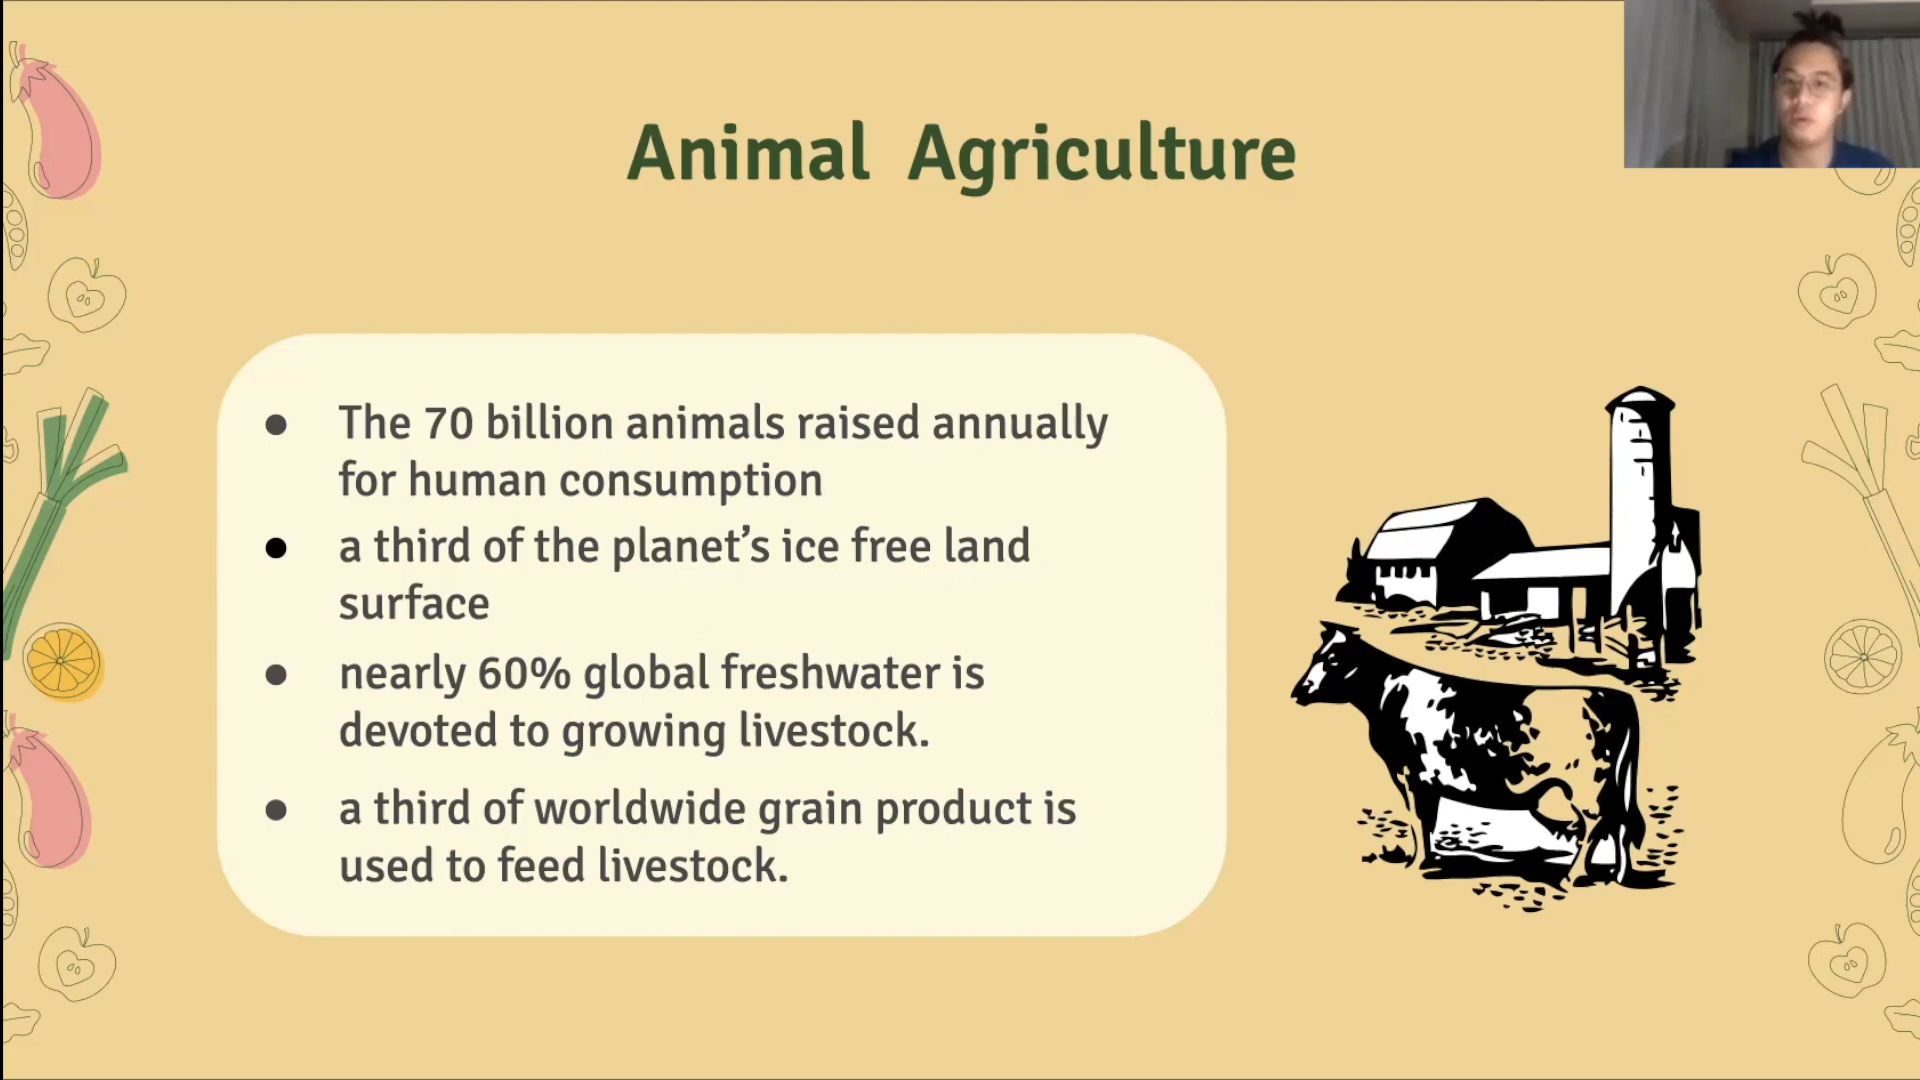 Animal Agriculture
● The 70 billion animals raised annually
for human consumption
● a third of the planet’s ice free land
surface
● nearly 60% global freshwater is
devoted to growing livestock.
● a third of worldwide grain product is
used to feed livestock.